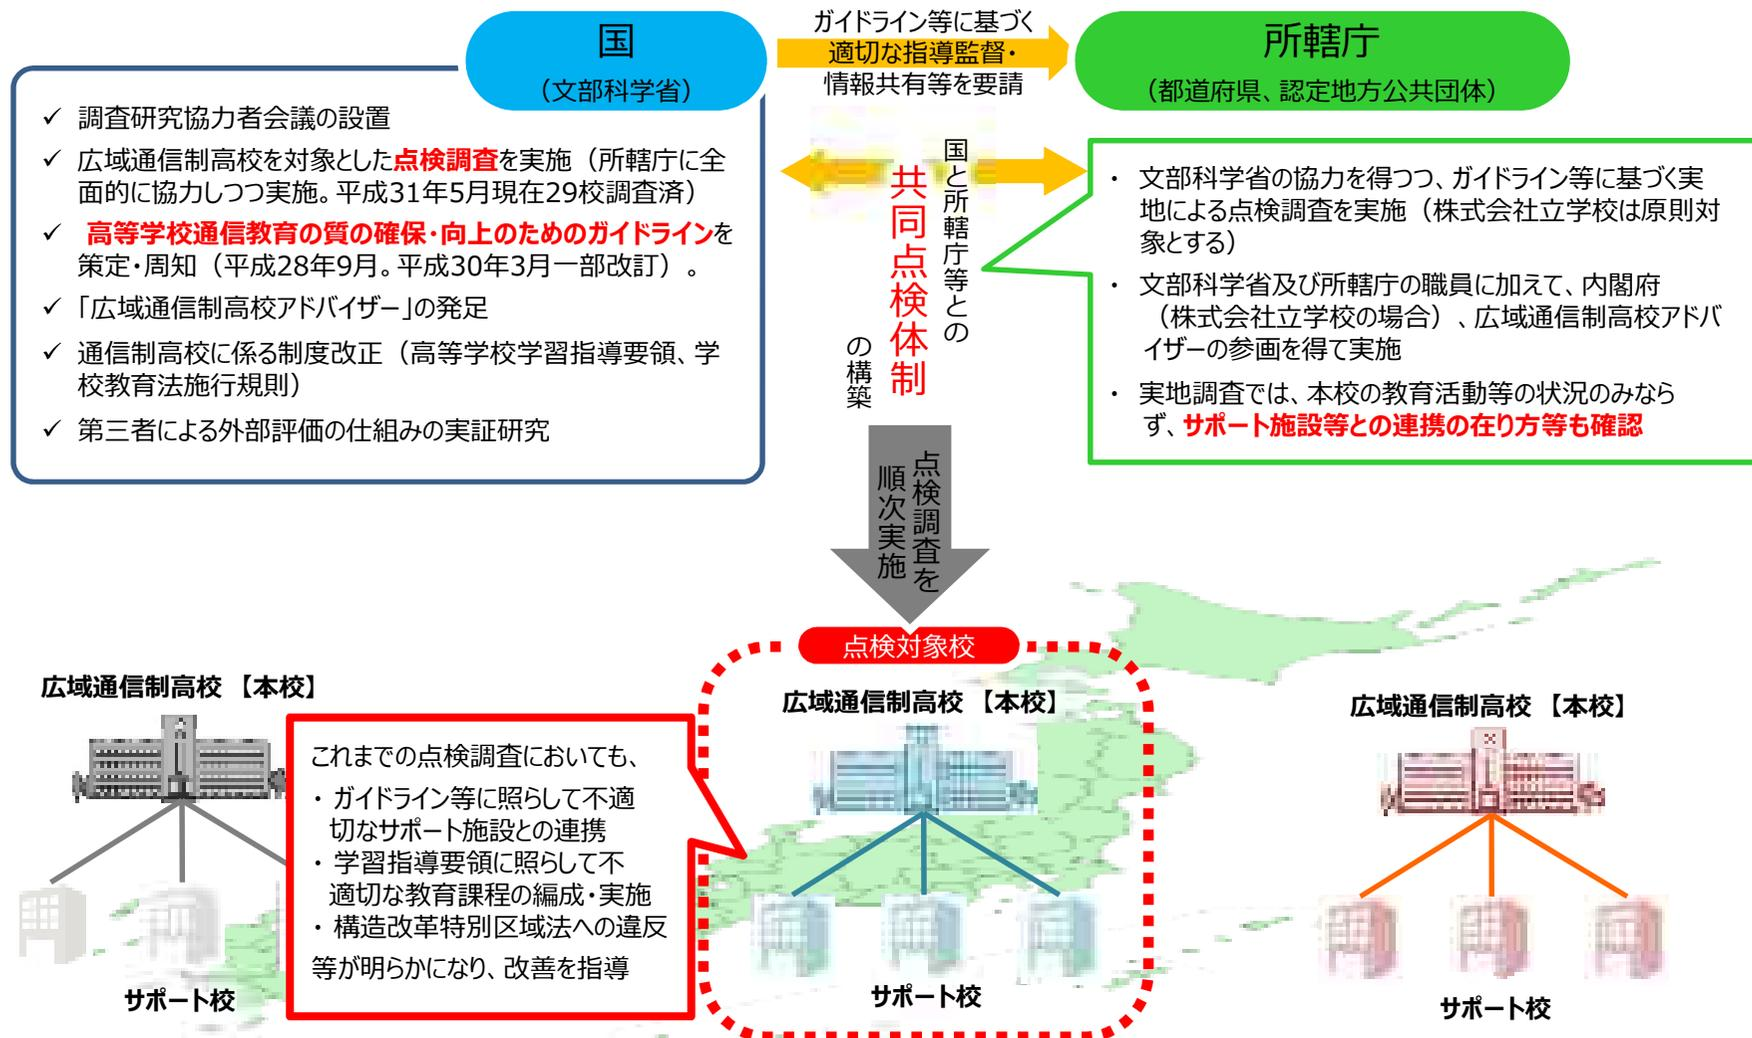 国
（文部科学省）
ガイドライン等に基づく
適切な指導監督・
情報共有等を要請
所轄庁
（都道府県、認定地方公共団体）
✓ 調査研究協力者会議の設置
✓ 広域通信制高校を対象とした点検調査を実施（所轄庁に全
面的に協力しつつ実施。平成31年5月現在29校調査済）
✓ 高等学校通信教育の質の確保・向上のためのガイドラインを
策定・周知（平成28年9月。平成30年3月一部改訂）。
✓ 「広域通信制高校アドバイザー」の発足
✓ 通信制高校に係る制度改正（高等学校学習指導要領、学
校教育法施行規則）
✓ 第三者による外部評価の仕組みの実証研究
国と所轄庁等との
共同点検体制
の構築
・ 文部科学省の協力を得つつ、ガイドライン等に基づく実
地による点検調査を実施（株式会社立学校は原則対
象とする）
・ 文部科学省及び所轄庁の職員に加えて、内閣府
（株式会社立学校の場合）、広域通信制高校アドバ
イザーの参画を得て実施
・ 実地調査では、本校の教育活動等の状況のみなら
ず、サポート施設等との連携の在り方等も確認
点検調査を
順次実施
点検対象校
広域通信制高校 【本校】
サポート校
これまでの点検調査においても、
・ ガイドライン等に照らして不適
切なサポート施設との連携
・ 学習指導要領に照らして不
適切な教育課程の編成・実施
・ 構造改革特別区域法への違反
等が明らかになり、改善を指導
広域通信制高校 【本校】
サポート校
広域通信制高校 【本校】
サポート校